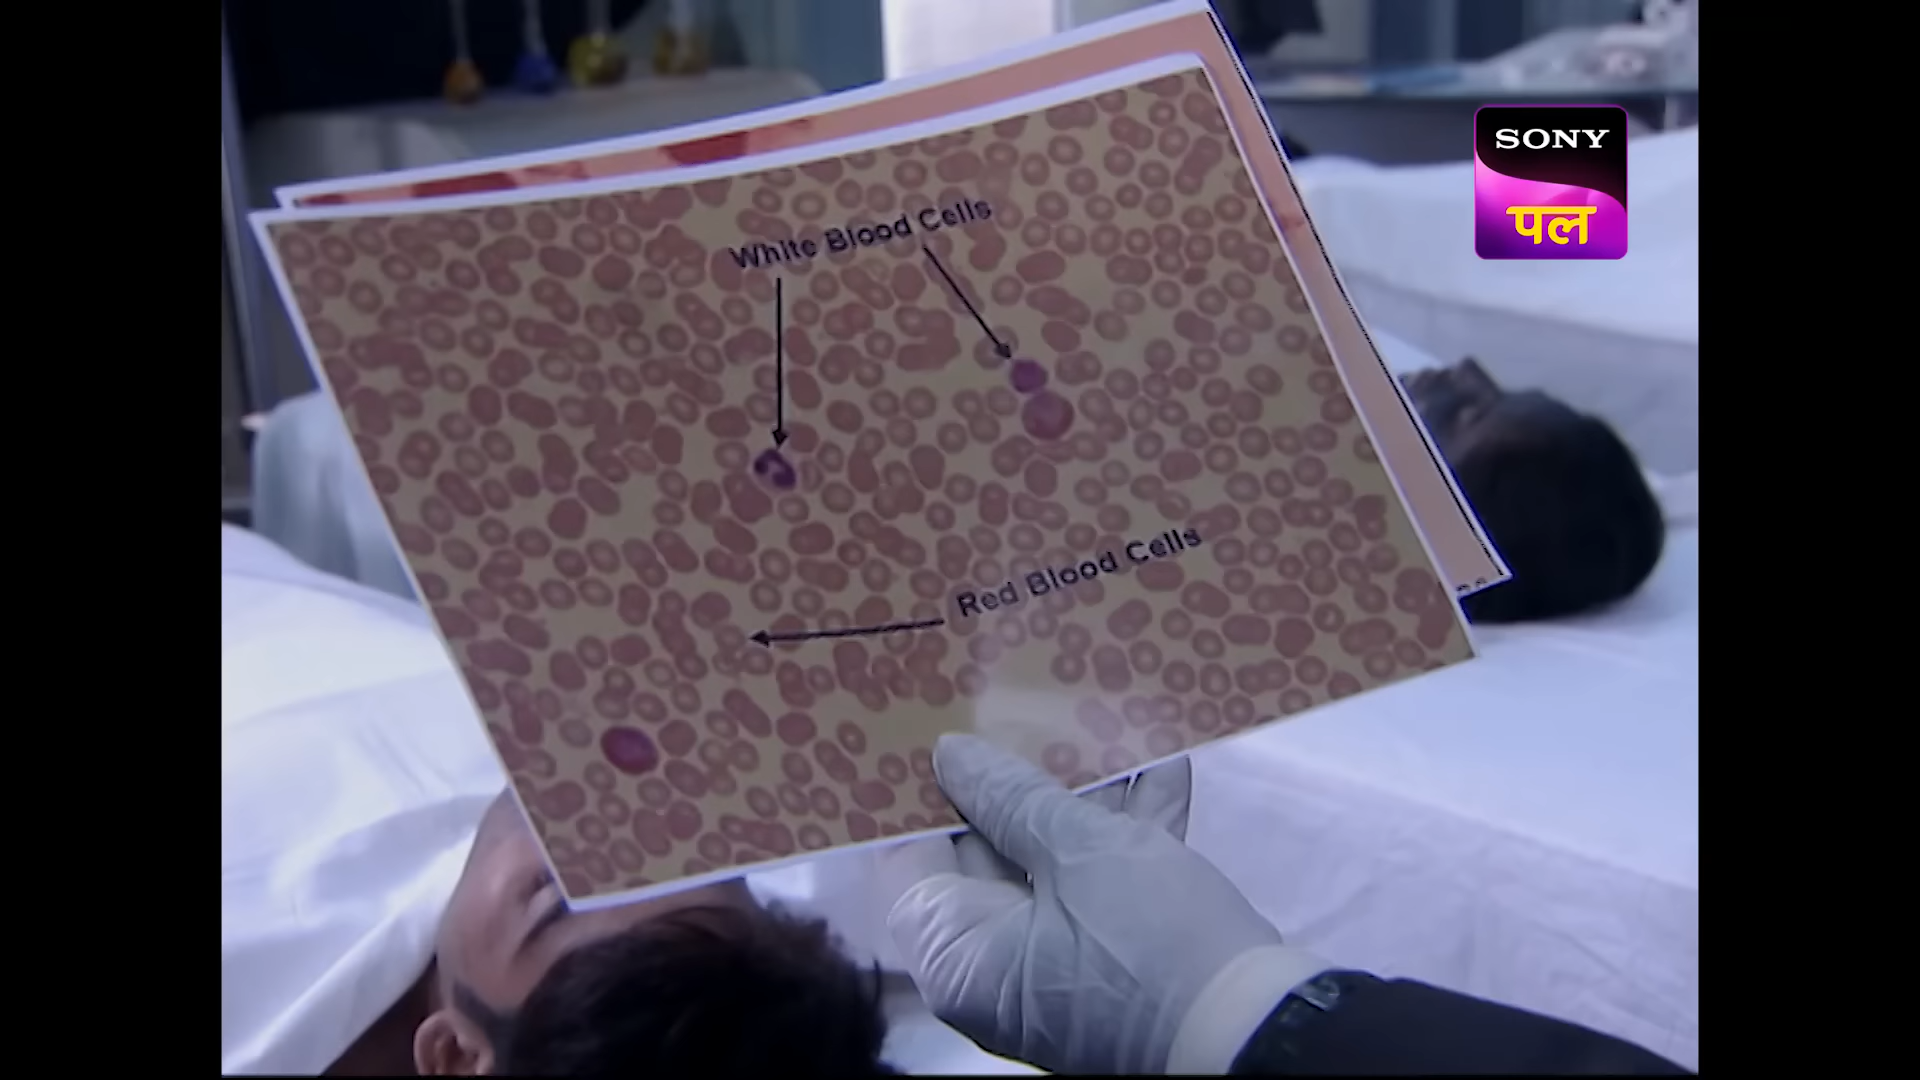 SONY
पल
White Blood Cells
Red Blood Cells